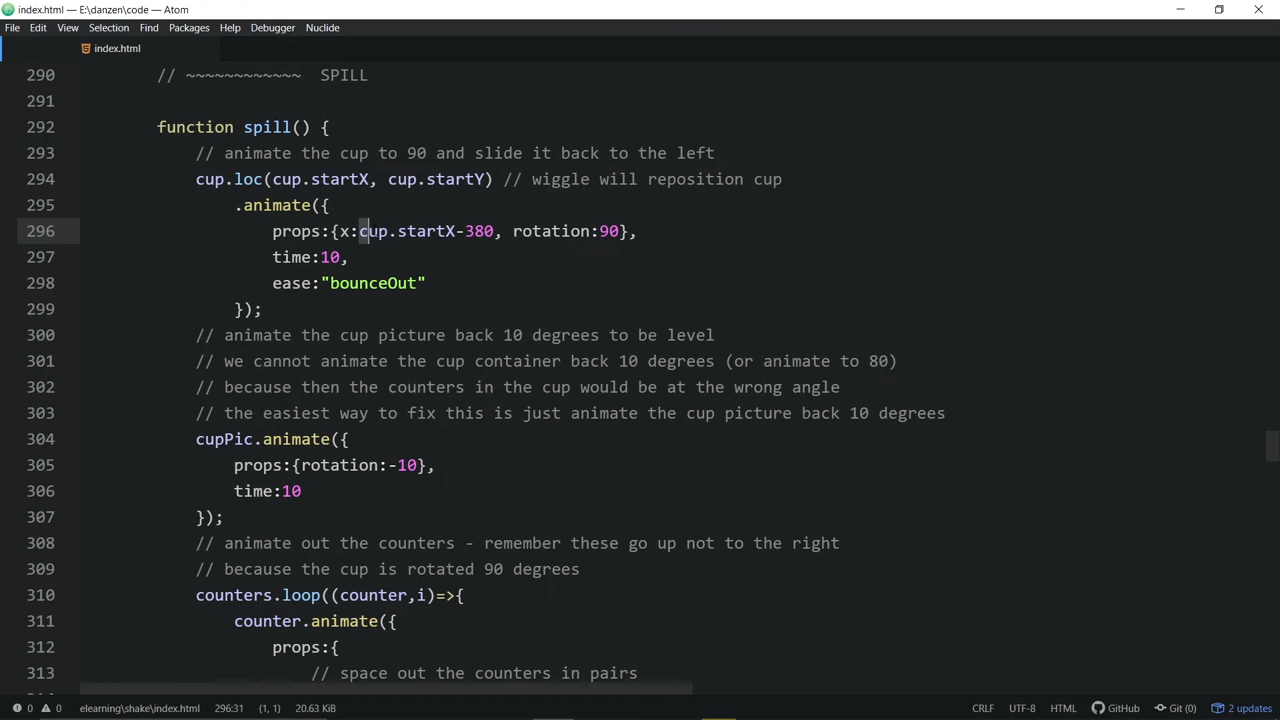 index.html — E:\danzen\code — Atom
File Edit View Selection Find Packages Help Debugger Nuclide
index.html
290 // ~~~~~~~~~~~~ SPILL
291
292 function spill() {
293 // animate the cup to 90 and slide it back to the left
294 cup.loc(cup.startX, cup.startY) // wiggle will reposition cup
295 .animate({
296 props:{x:cup.startX-380, rotation:90},
297 time:10,
298 ease:"bounceOut"
299 });
300 // animate the cup picture back 10 degrees to be level
301 // we cannot animate the cup container back 10 degrees (or animate to 80)
302 // because then the counters in the cup would be at the wrong angle
303 // the easiest way to fix this is just animate the cup picture back 10 degrees
304 cupPic.animate({
305 props:{rotation:-10},
306 time:10
307 });
308 // animate out the counters - remember these go up not to the right
309 // because the cup is rotated 90 degrees
310 counters.loop((counter,i)=>{
311 counter.animate({
312 props:{
313 // space out the counters in pairs
0 0 elearning\shake\index.html 296:31 (1, 1) 20.63 KiB CRLF UTF-8 HTML GitHub Git (0) 2 updates